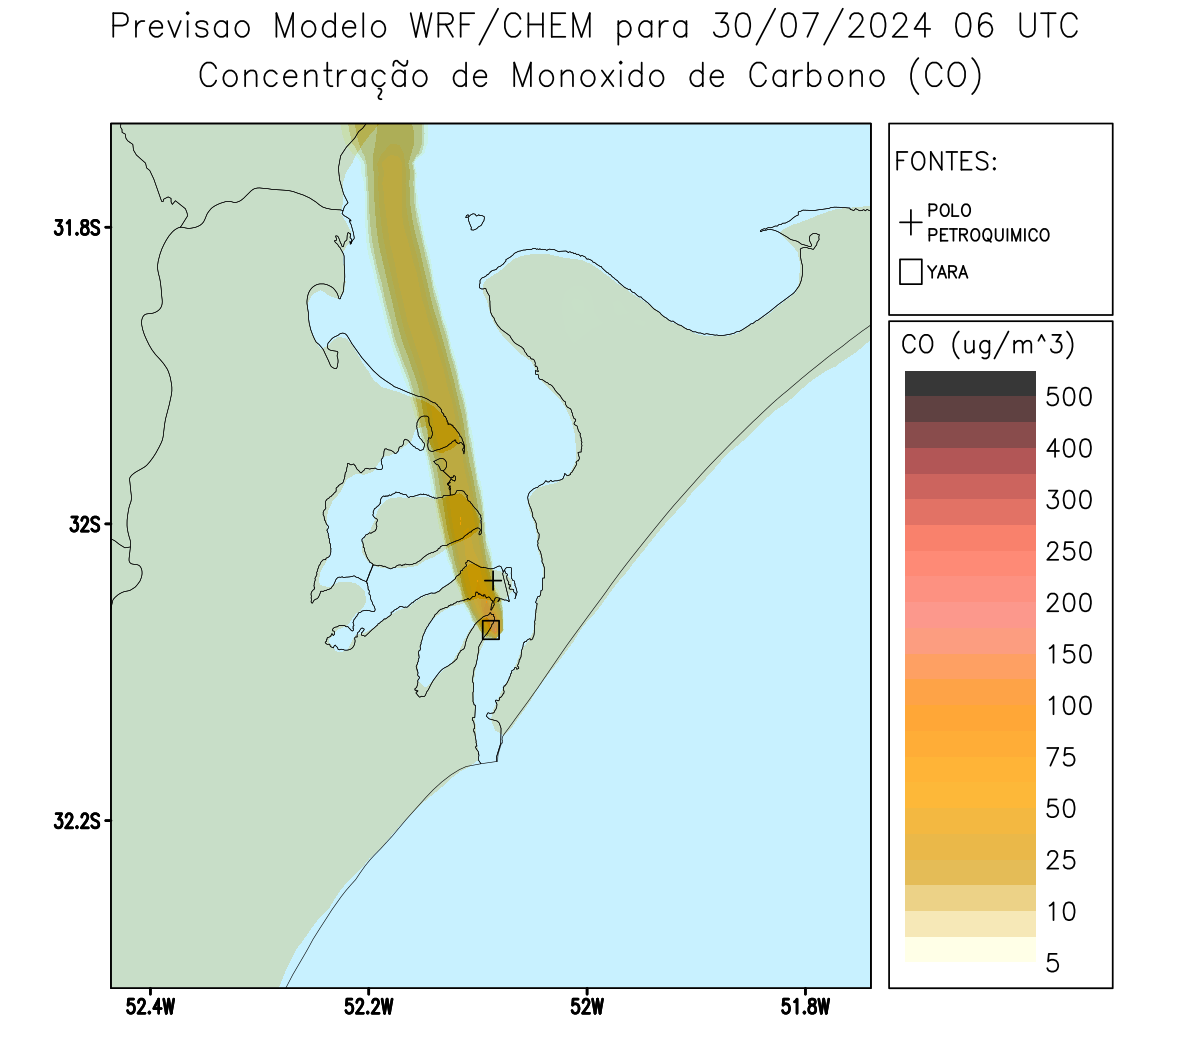 Previsao Modelo WRF/CHEM para 30/07/2024 06 UTC
Concentração de Monoxido de Carbono (CO)
FONTES:
POLO
PETROQUIMICO
YARA
CO (ug/m^3)
500
400
300
250
200
150
100
75
50
25
10
5
31.8S
32S
32.2S
52.4W
52.2W
52W
51.8W